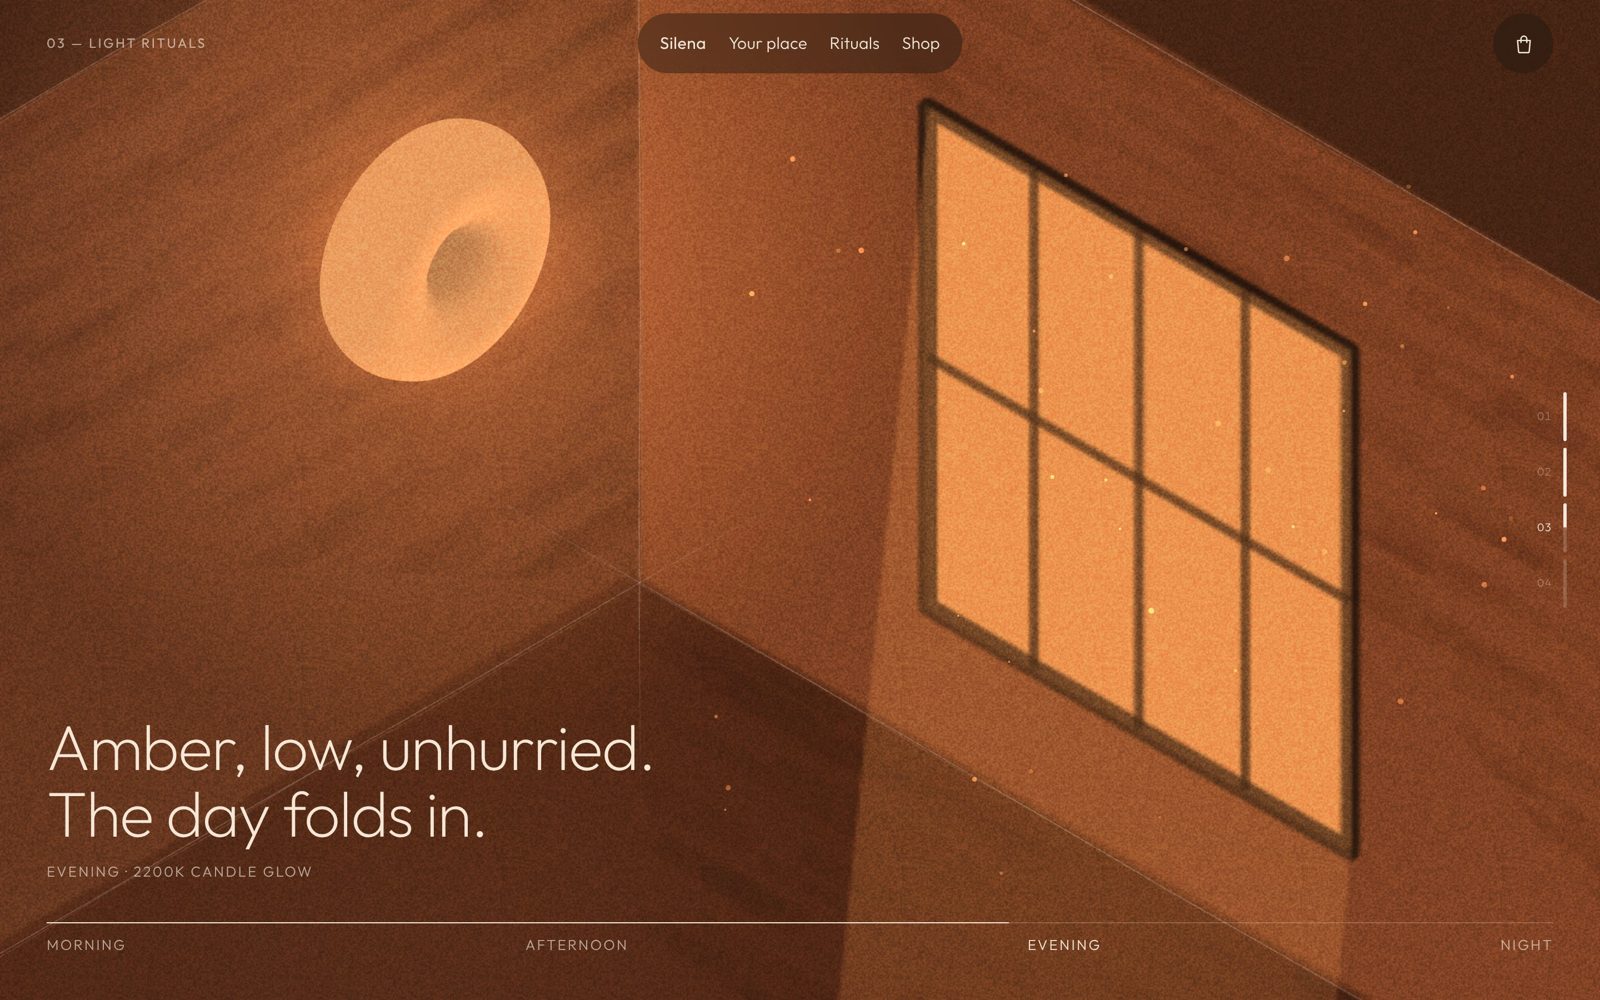 03 — LIGHT RITUALS
Silena Your place Rituals Shop
01
02
03
04
Amber, low, unhurried.
The day folds in.
EVENING · 2200K CANDLE GLOW
MORNING AFTERNOON EVENING NIGHT